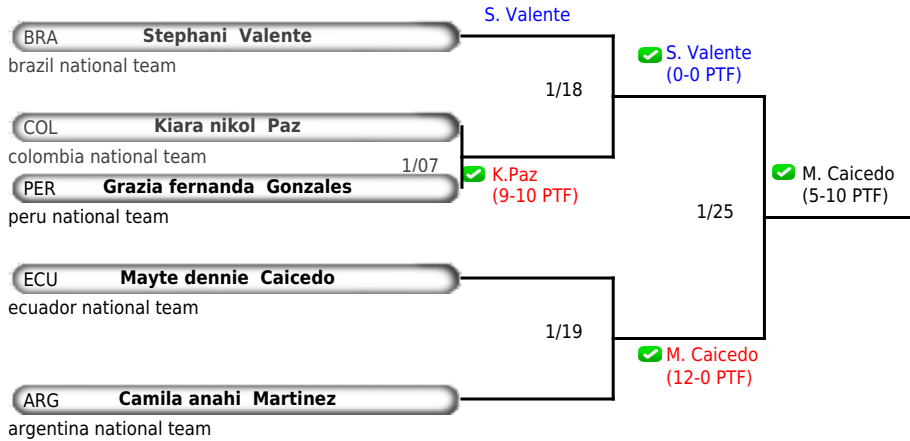 S. Valente
BRA Stephani Valente
brazil national team
S. Valente
(0-0 PTF)
1/18
COL Kiara nikol Paz
colombia national team
1/07
K.Paz
(9-10 PTF)
PER Grazia fernanda Gonzales
peru national team
M. Caicedo
(5-10 PTF)
1/25
ECU Mayte dennie Caicedo
ecuador national team
1/19
M. Caicedo
(12-0 PTF)
ARG Camila anahi Martinez
argentina national team